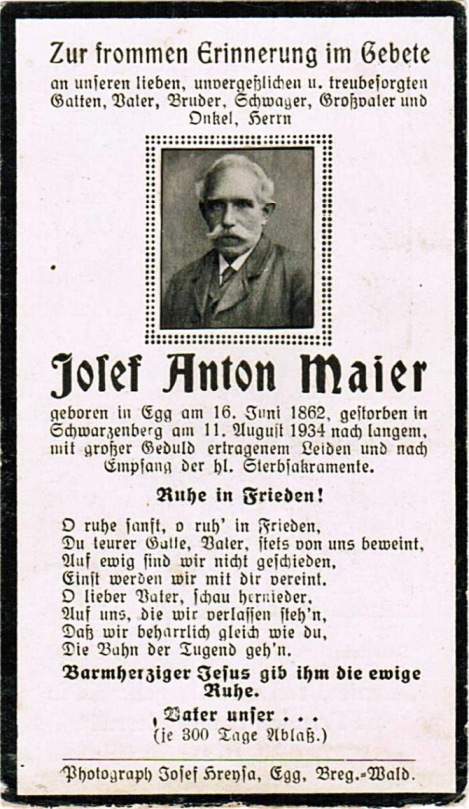 Zur frommen Erinnerung im Gebete
an unseren lieben, unvergeßlichen u. treubesorgten
Gatten, Vater, Bruder, Schwager, Großvater und
Onkel, Herrn
Josef Anton Maier
geboren in Egg am 16. Juni 1862, gestorben in
Schwarzenberg am 11. August 1934 nach langem,
mit großer Geduld ertragenem Leiden und nach
Empfang der hl. Sterbsakramente.
Ruhe in Frieden!
O ruhe sanft, o ruh' in Frieden,
Du teurer Gatte, Vater, stets von uns beweint,
Auf ewig sind wir nicht geschieden,
Einst werden wir mit dir vereint.
O lieber Vater, schau hernieder,
Auf uns, die wir verlassen steh'n,
Daß wir beharrlich gleich wie du,
Die Bahn der Tugend geh'n.
Barmherziger Jesus gib ihm die ewige
Ruhe.
Vater unser . . .
(je 300 Tage Ablaß.)
Photograph Josef Hreysa, Egg, Breg.-Wald.